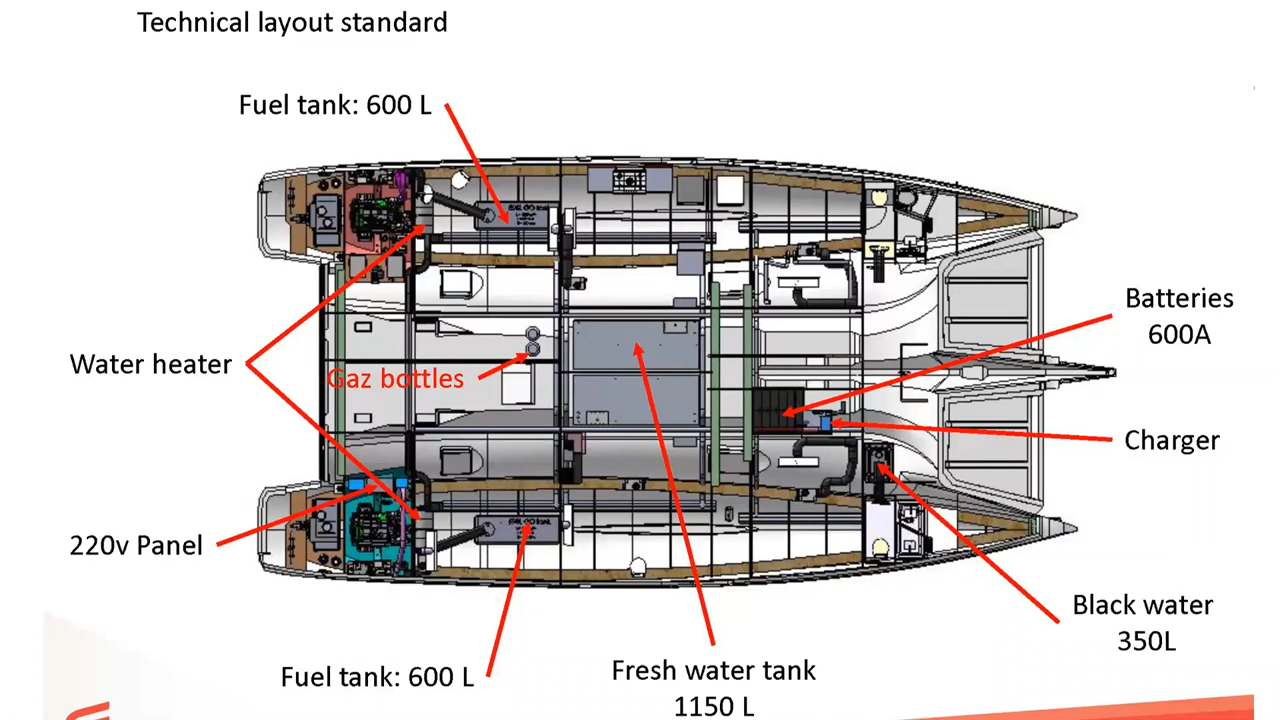 Technical layout standard
Fuel tank: 600 L
Batteries
600A
Water heater
Gaz bottles
Charger
220v Panel
Black water
350L
Fuel tank: 600 L
Fresh water tank
1150 L